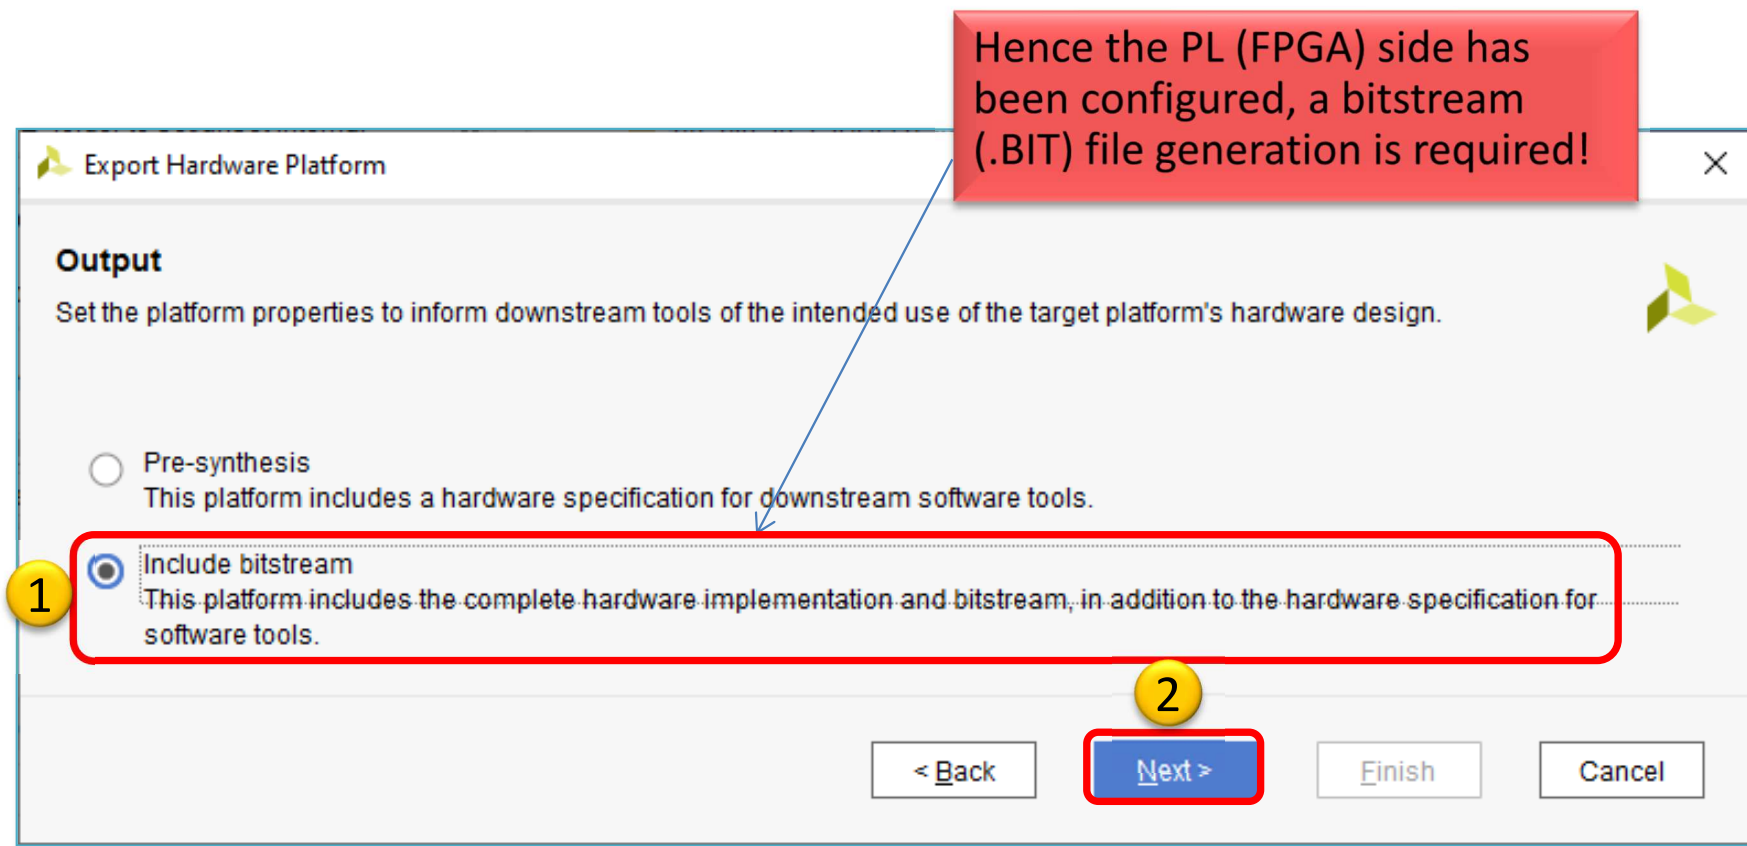 Hence the PL (FPGA) side has
been configured, a bitstream
(.BIT) file generation is required!
Export Hardware Platform
Output
Set the platform properties to inform downstream tools of the intended use of the target platform's hardware design.
Pre-synthesis
This platform includes a hardware specification for downstream software tools.
1
Include bitstream
This platform includes the complete hardware implementation and bitstream, in addition to the hardware specification for
software tools.
2
< Back
Next >
Finish
Cancel